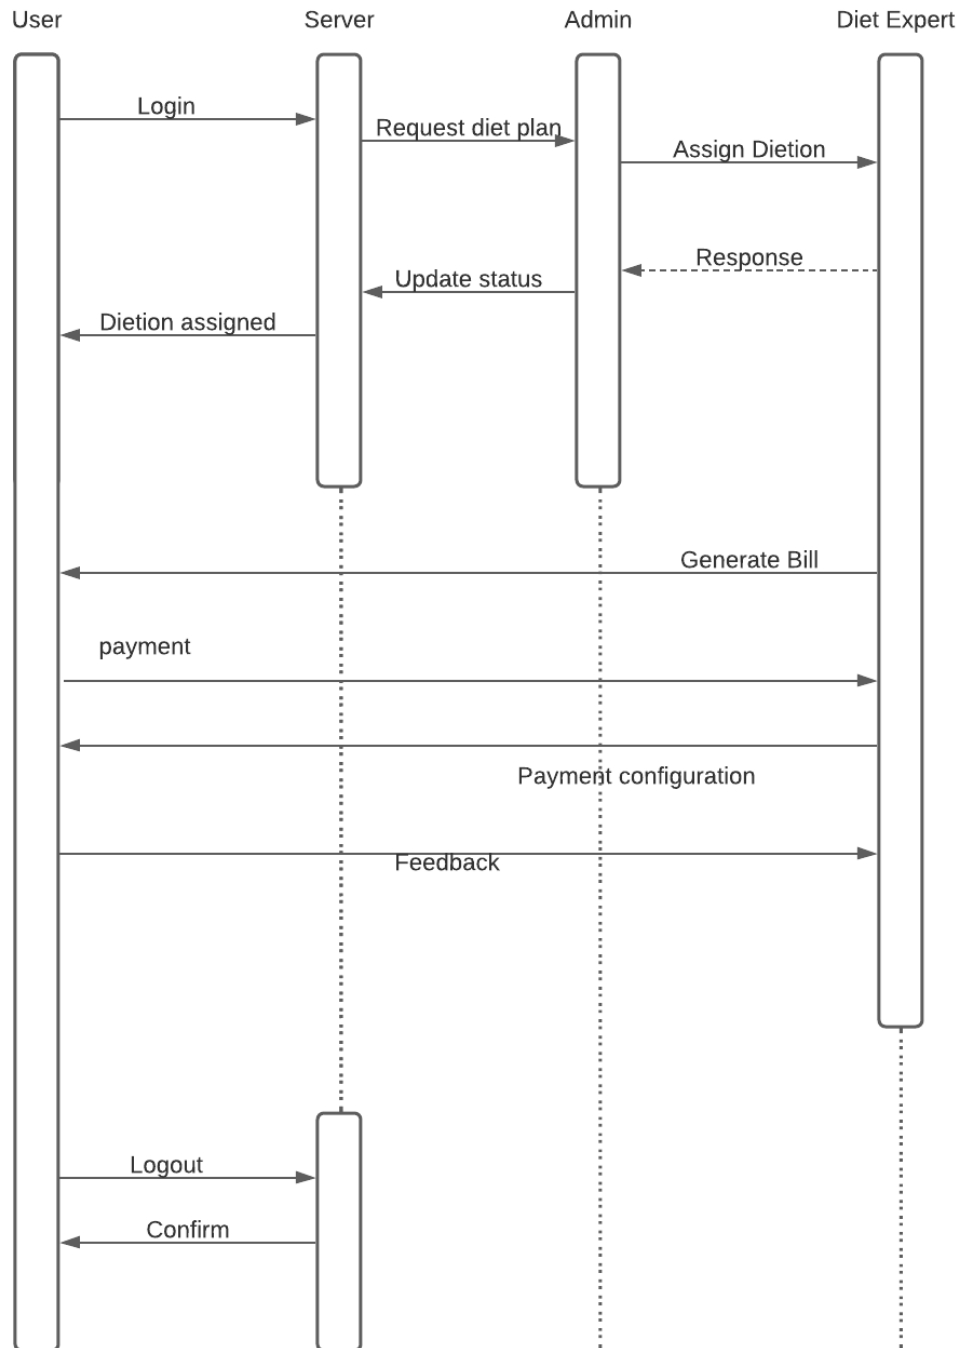 User
Server
Admin
Diet Expert
Login
Request diet plan
Assign Dietion
Response
Update status
Dietion assigned
Generate Bill
payment
Payment configuration
Feedback
Logout
Confirm